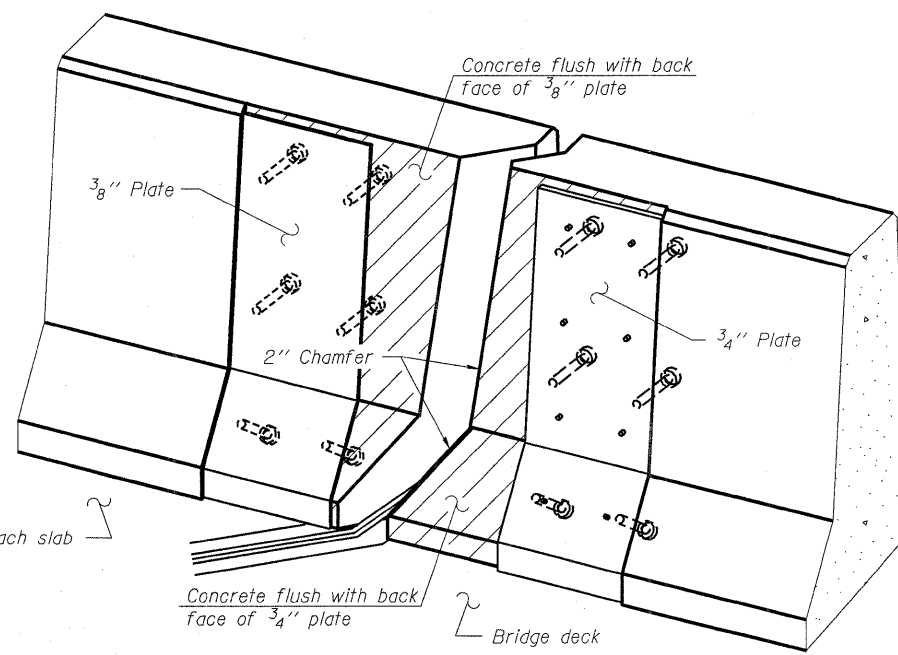 Concrete flush with back
face of 3/8" plate
3/8" Plate
2" Chamfer
3/4" Plate
ach slab
Concrete flush with back
face of 3/4" plate
Bridge deck